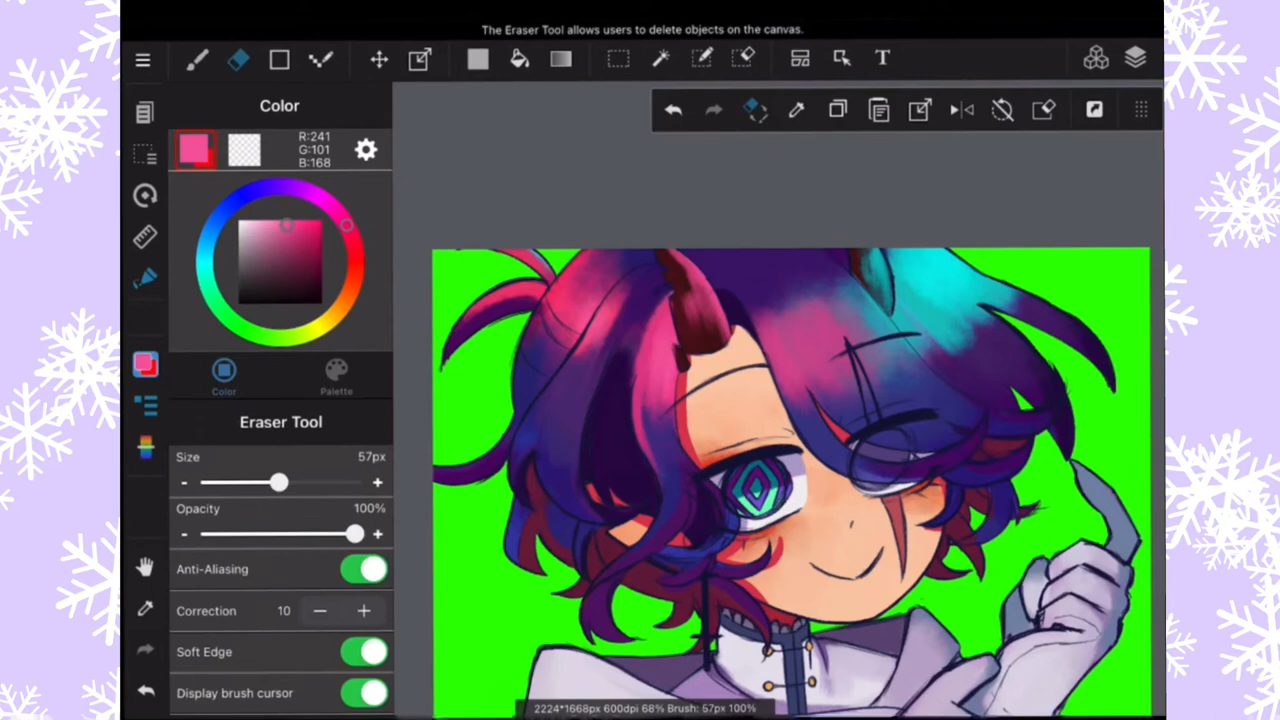 The Eraser Tool allows users to delete objects on the canvas.
T
Color
R:241
G:101
B:168
Color
Palette
Eraser Tool
Size 57px
- +
Opacity 100%
- +
Anti-Aliasing
Correction 10 - +
Soft Edge
Display brush cursor
2224*1668px 600dpi 68% Brush: 57px 100%